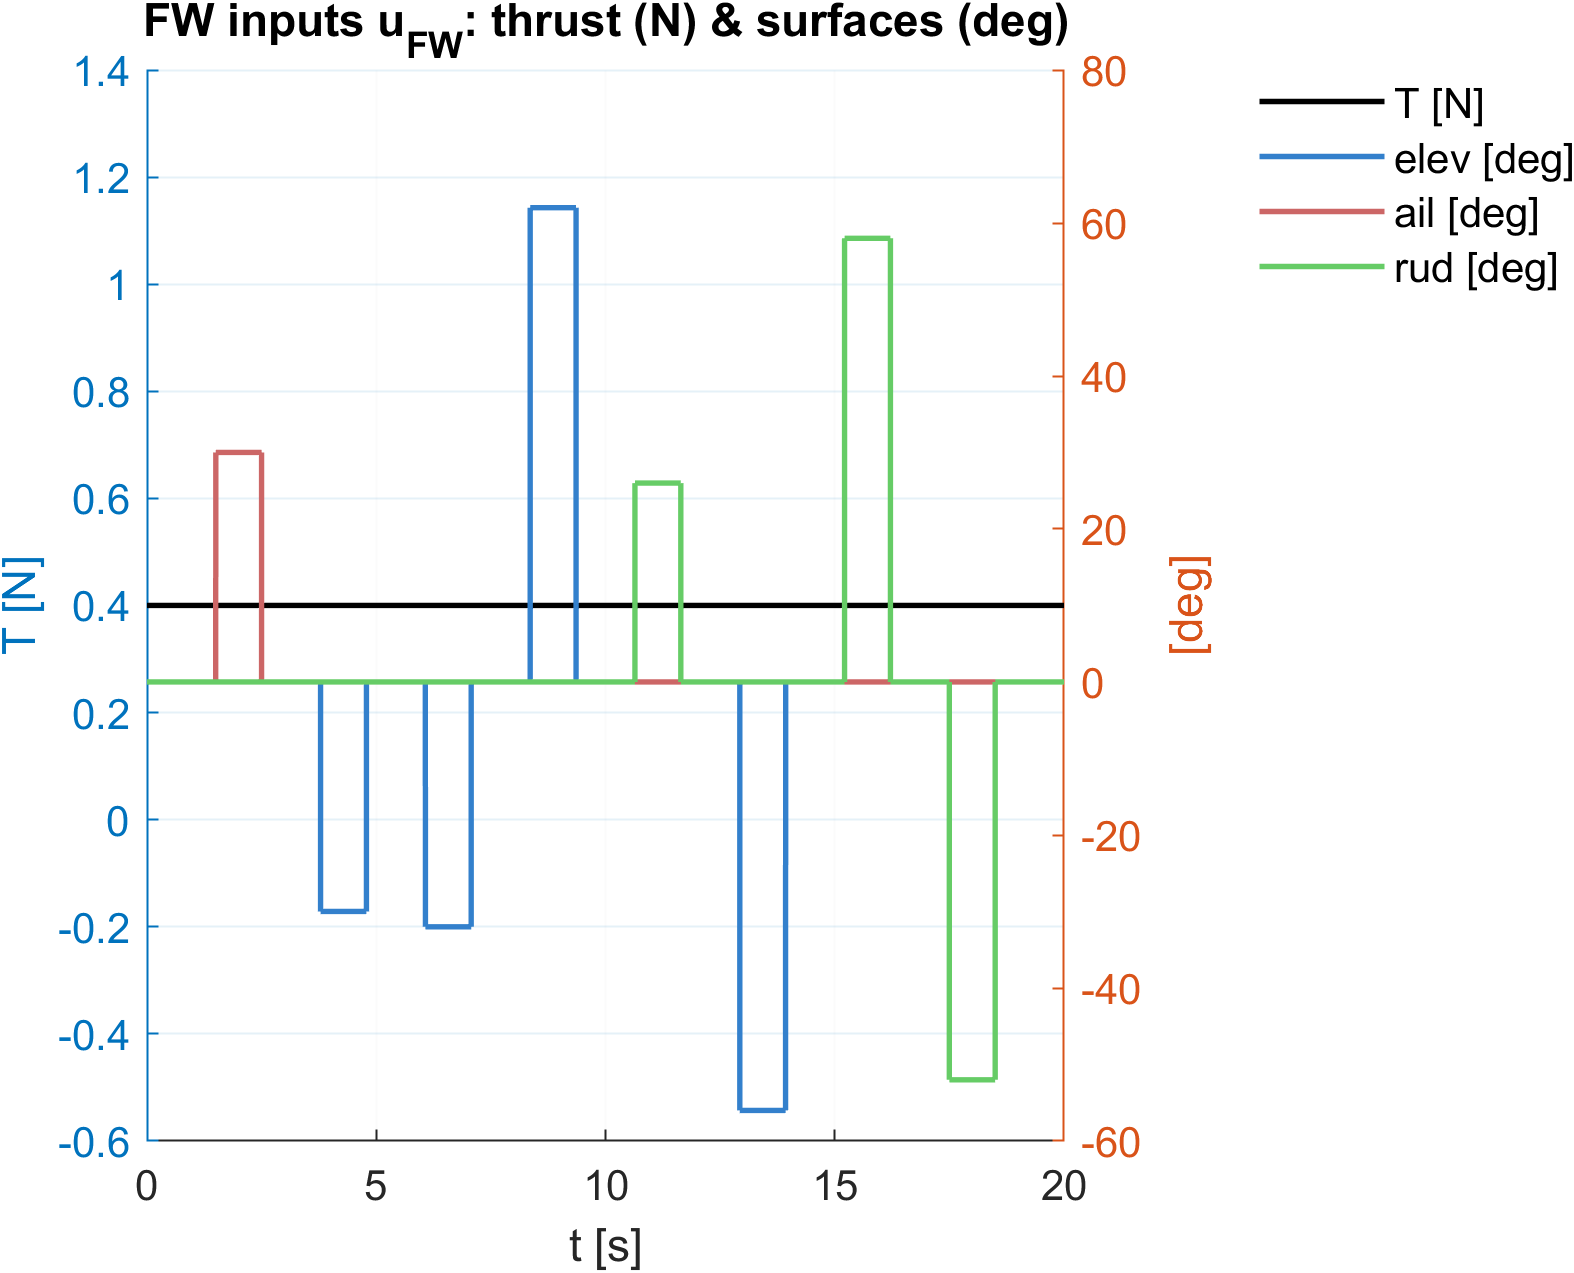 FW inputs u_FW: thrust (N) & surfaces (deg)
T [N]
elev [deg]
ail [deg]
rud [deg]
1.4
1.2
1
0.8
0.6
0.4
0.2
0
-0.2
-0.4
-0.6
T [N]
80
60
40
20
0
-20
-40
-60
[deg]
0 5 10 15 20
t [s]